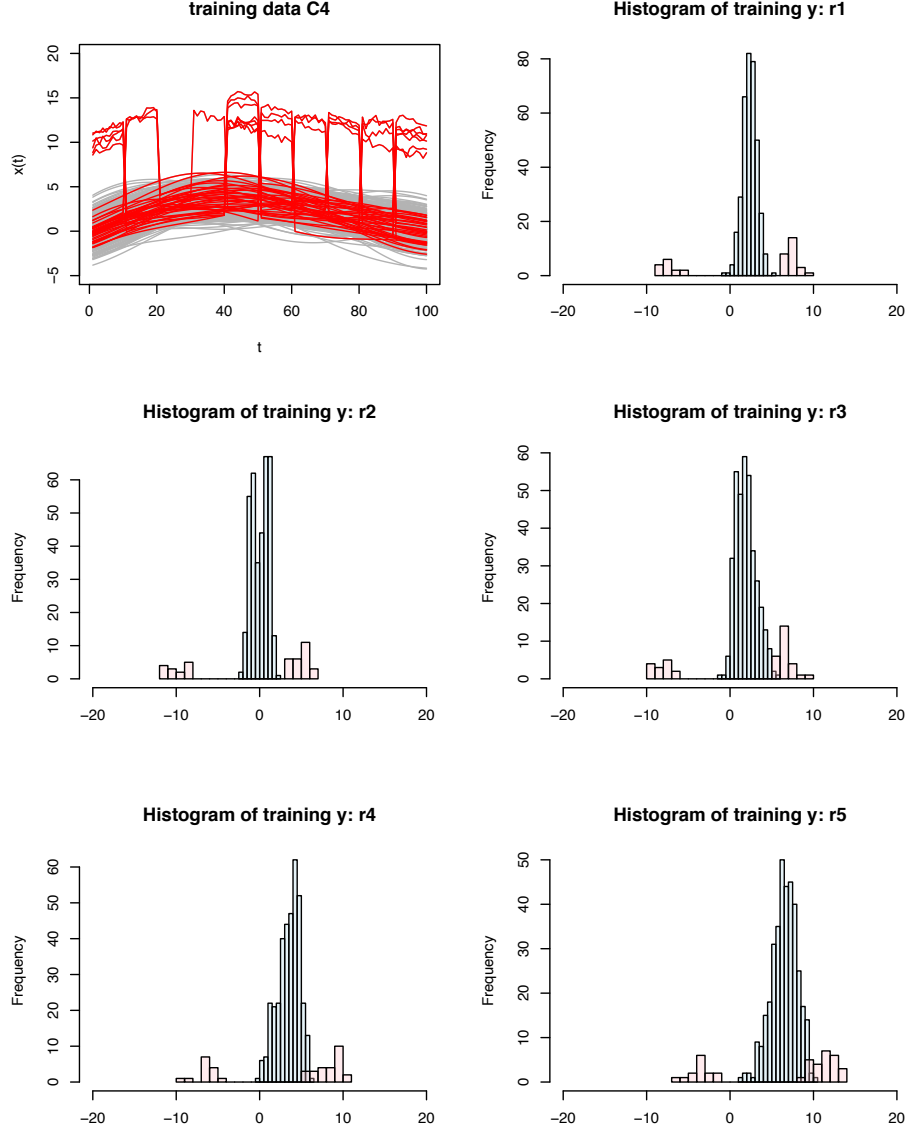 training data C4
x(t)
20
15
10
5
0
−5
0 20 40 60 80 100
t
Histogram of training y: r1
Frequency
80
60
40
20
0
−20 −10 0 10 20
Histogram of training y: r2
Frequency
60
50
40
30
20
10
0
−20 −10 0 10 20
Histogram of training y: r3
Frequency
60
50
40
30
20
10
0
−20 −10 0 10 20
Histogram of training y: r4
Frequency
60
50
40
30
20
10
0
−20 −10 0 10 20
Histogram of training y: r5
Frequency
50
40
30
20
10
0
−20 −10 0 10 20